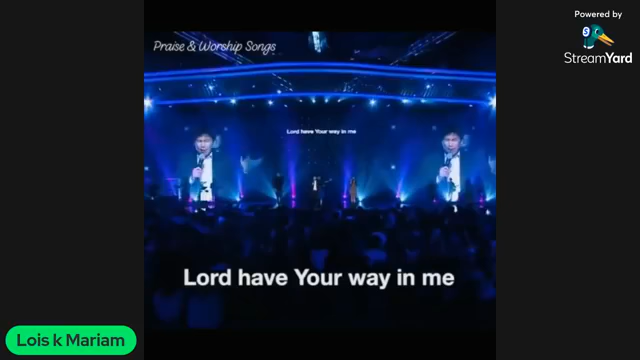 Praise & Worship Songs
Powered by
StreamYard
Lord have Your way in me
Lord have Your way in me
Lois k Mariam